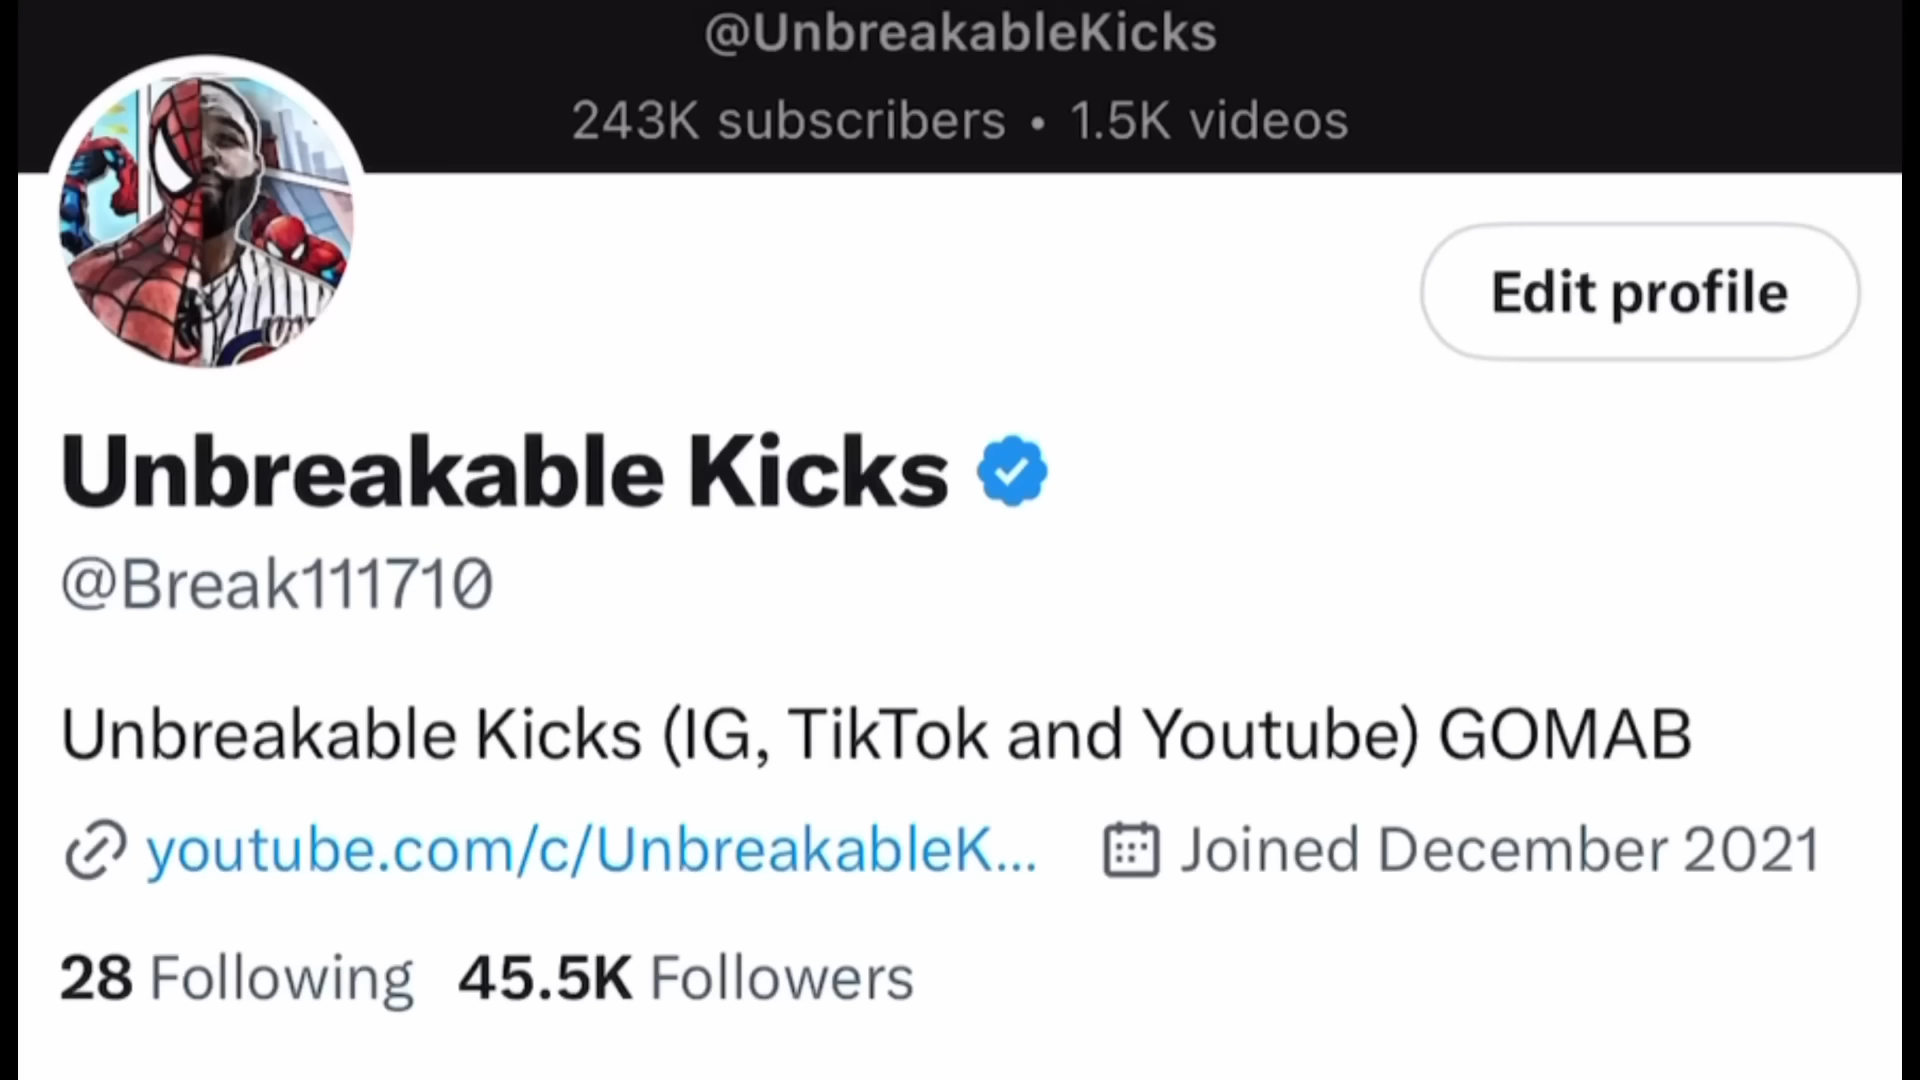 @UnbreakableKicks
243K subscribers • 1.5K videos
Edit profile
Unbreakable Kicks
@Break111710
Unbreakable Kicks (IG, TikTok and Youtube) GOMAB
youtube.com/c/UnbreakableK... Joined December 2021
28 Following 45.5K Followers